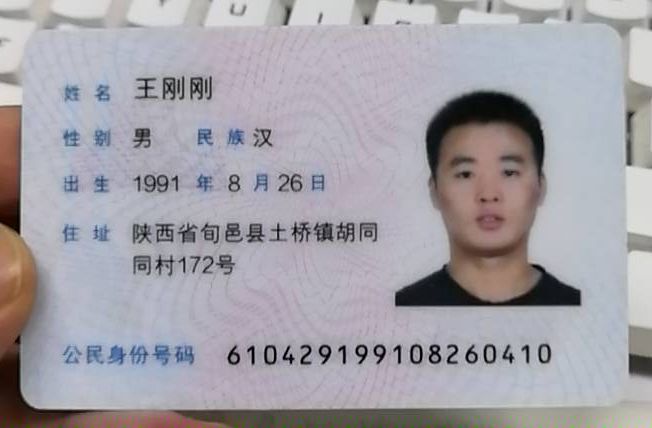 姓名 王刚刚
性别 男 民族 汉
出生 1991 年 8 月 26 日
住址 陕西省旬邑县土桥镇胡同
同村172号
公民身份号码 610429199108260410